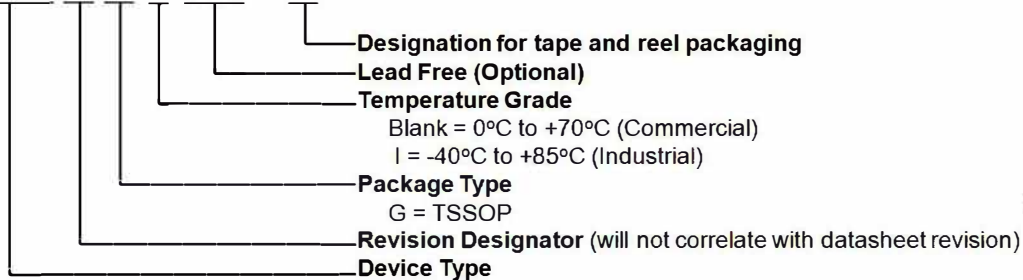 Designation for tape and reel packaging
Lead Free (Optional)
Temperature Grade
Blank = 0°C to +70°C (Commercial)
I = -40°C to +85°C (Industrial)
Package Type
G = TSSOP
Revision Designator (will not correlate with datasheet revision)
Device Type